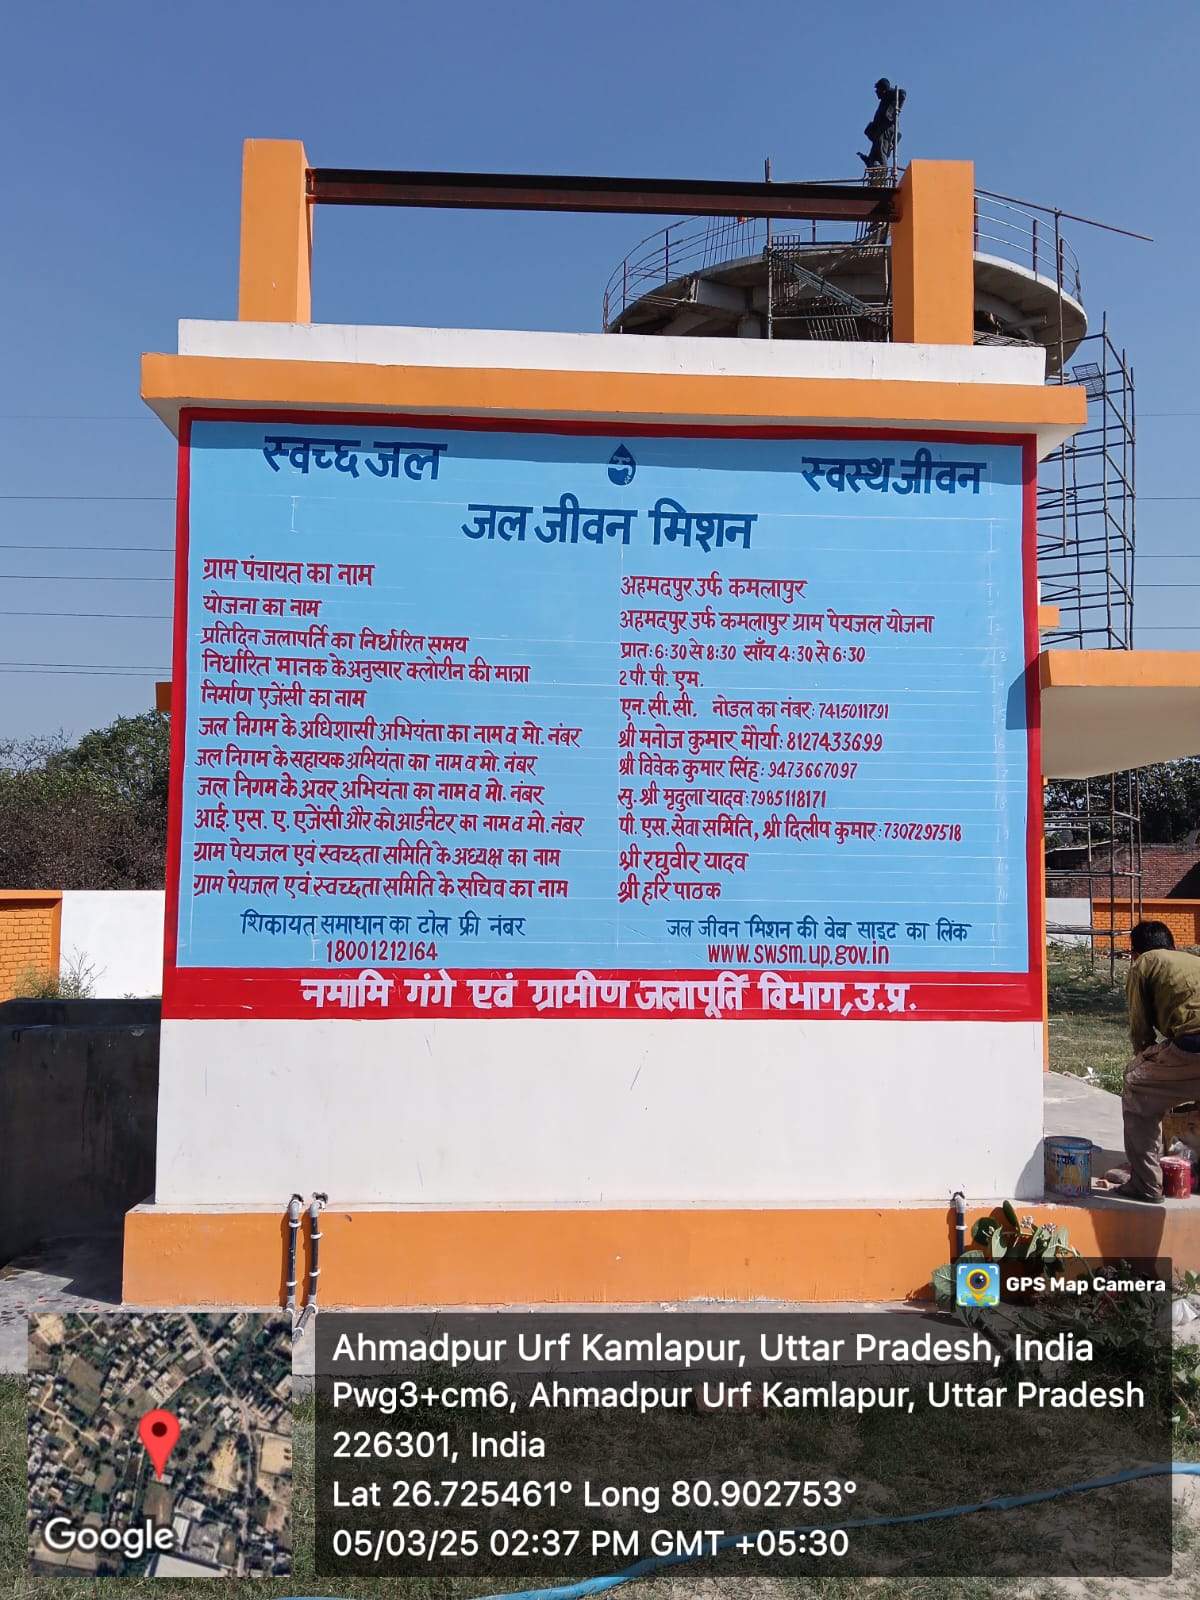 स्वच्छ जल स्वस्थ जीवन
जल जीवन मिशन
ग्राम पंचायत का नाम अहमदपुर उर्फ कमलापुर
योजना का नाम अहमदपुर उर्फ कमलापुर ग्राम पेयजल योजना
प्रतिदिन जलापर्ति का निर्धारित समय प्रातः 6:30 से 8:30 साँय 4:30 से 6:30
निर्धारित मानक के अनुसार क्लोरीन की मात्रा 2 पी. पी. एम.
निर्माण एजेंसी का नाम एन. सी. सी. नोडल का नंबर: 7415011791
जल निगम के अधिशासी अभियंता का नाम व मो. नंबर श्री मनोज कुमार मौर्या: 8127433699
जल निगम के सहायक अभियंता का नाम व मो. नंबर श्री विवेक कुमार सिंह: 9473667097
जल निगम के अवर अभियंता का नाम व मो. नंबर सु. श्री मृदुला यादव: 7985118171
आई. एस. ए. एजेंसी और को आर्डनेटर का नाम व मो. नंबर पी. एस. सेवा समिति, श्री दिलीप कुमार: 7307297518
ग्राम पेयजल एवं स्वच्छता समिति के अध्यक्ष का नाम श्री रघुवीर यादव
ग्राम पेयजल एवं स्वच्छता समिति के सचिव का नाम श्री हरि पाठक
शिकायत समाधान का टोल फ्री नंबर जल जीवन मिशन की वेब साइट का लिंक
18001212164 www.swsm.up.gov.in
नमामि गंगे एवं ग्रामीण जलापूर्ति विभाग, उ.प्र.
GPS Map Camera
Ahmadpur Urf Kamlapur, Uttar Pradesh, India
Pwg3+cm6, Ahmadpur Urf Kamlapur, Uttar Pradesh
226301, India
Lat 26.725461° Long 80.902753°
05/03/25 02:37 PM GMT +05:30
Google